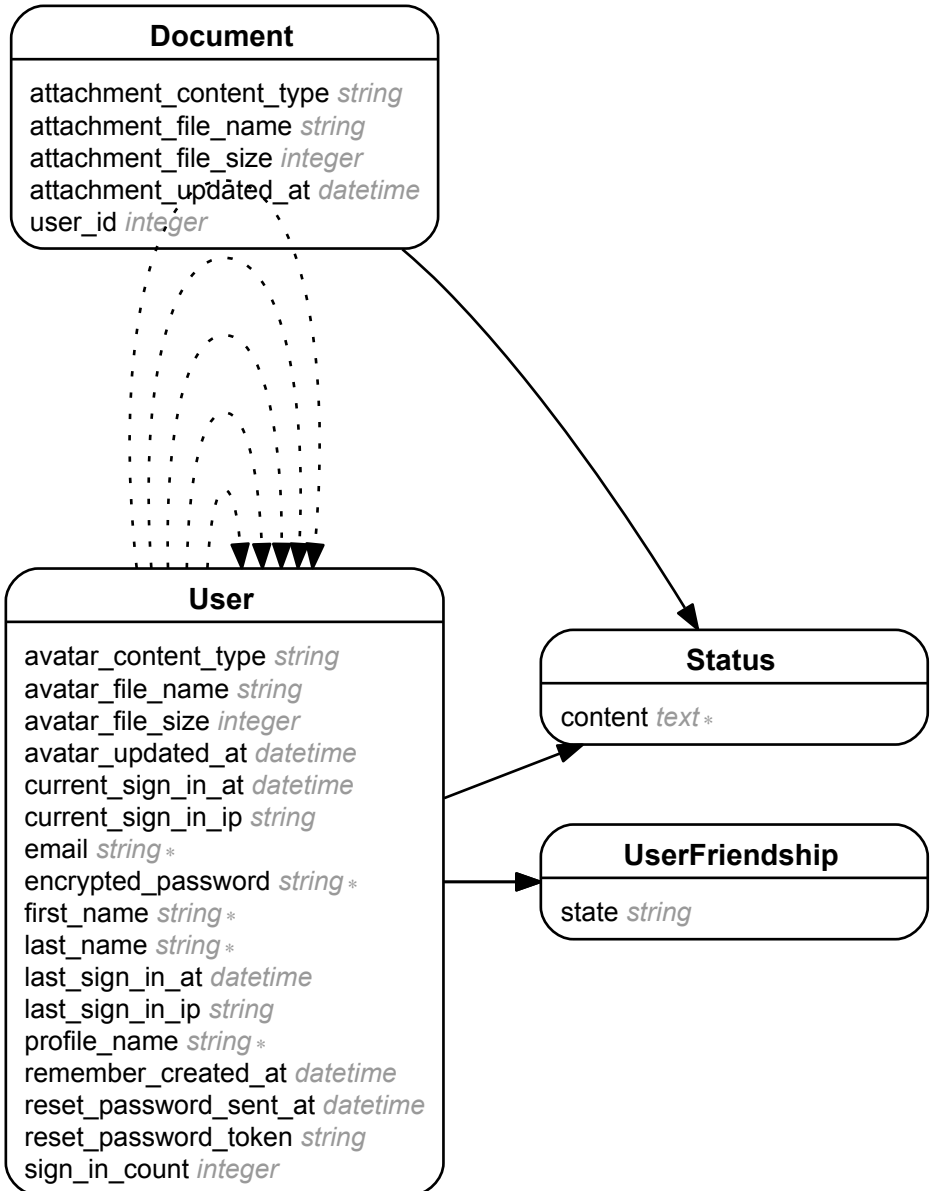 Document
attachment_content_type string
attachment_file_name string
attachment_file_size integer
attachment_updated_at datetime
user_id integer
User
avatar_content_type string
avatar_file_name string
avatar_file_size integer
avatar_updated_at datetime
current_sign_in_at datetime
current_sign_in_ip string
email string *
encrypted_password string *
first_name string *
last_name string *
last_sign_in_at datetime
last_sign_in_ip string
profile_name string *
remember_created_at datetime
reset_password_sent_at datetime
reset_password_token string
sign_in_count integer
Status
content text *
UserFriendship
state string